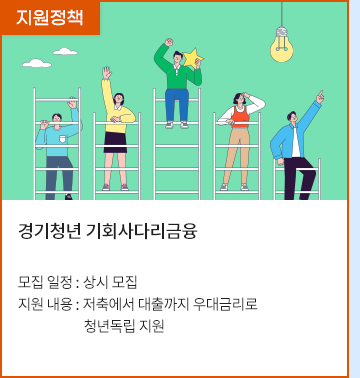 지원정책
경기청년 기회사다리금융
모집 일정 : 상시 모집
지원 내용 : 저축에서 대출까지 우대금리로
청년독립 지원